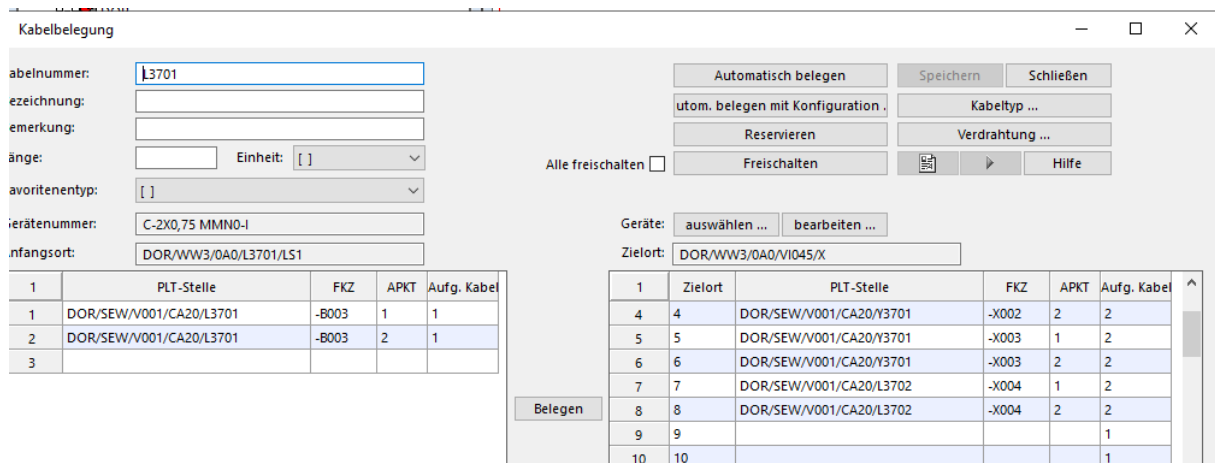 Kabelbelegung
abelnummer: L3701 Automatisch belegen Speichern Schließen
ezeichnung: utom. belegen mit Konfiguration . Kabeltyp ...
emerkung: Reservieren Verdrahtung ...
änge: Einheit: [ ] Alle freischalten Freischalten Hilfe
avoritenentyp: [ ]
Gerätenummer: C-2X0,75 MMN0-I Geräte: auswählen ... bearbeiten ...
nfangsort: DOR/WW3/0A0/L3701/LS1 Zielort: DOR/WW3/0A0/VI045/X
1 PLT-Stelle FKZ APKT Aufg. Kabel
1 DOR/SEW/V001/CA20/L3701 -B003 1 1
2 DOR/SEW/V001/CA20/L3701 -B003 2 1
3
Belegen
1 Zielort PLT-Stelle FKZ APKT Aufg. Kabel
4 4 DOR/SEW/V001/CA20/Y3701 -X002 2 2
5 5 DOR/SEW/V001/CA20/Y3701 -X003 1 2
6 6 DOR/SEW/V001/CA20/Y3701 -X003 2 2
7 7 DOR/SEW/V001/CA20/L3702 -X004 1 2
8 8 DOR/SEW/V001/CA20/L3702 -X004 2 2
9 9 1
10 10 1